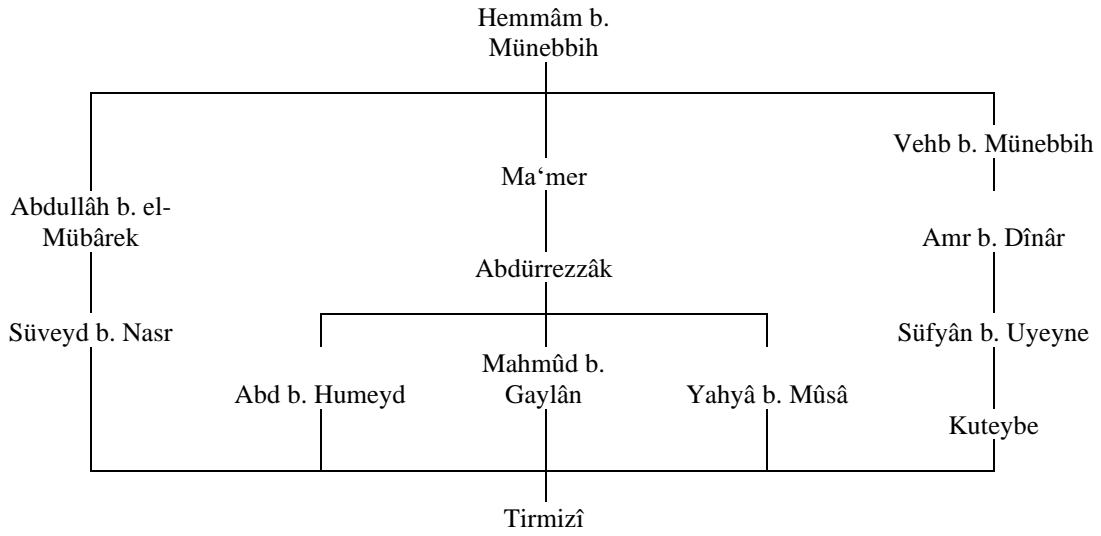 Hemmâm b.
Münebbih
Vehb b. Münebbih
Ma‘mer
Abdullâh b. el-
Mübârek
Amr b. Dînâr
Abdürrezzâk
Süveyd b. Nasr
Süfyân b. Uyeyne
Mahmûd b.
Gaylân
Abd b. Humeyd
Yahyâ b. Mûsâ
Kuteybe
Tirmizî